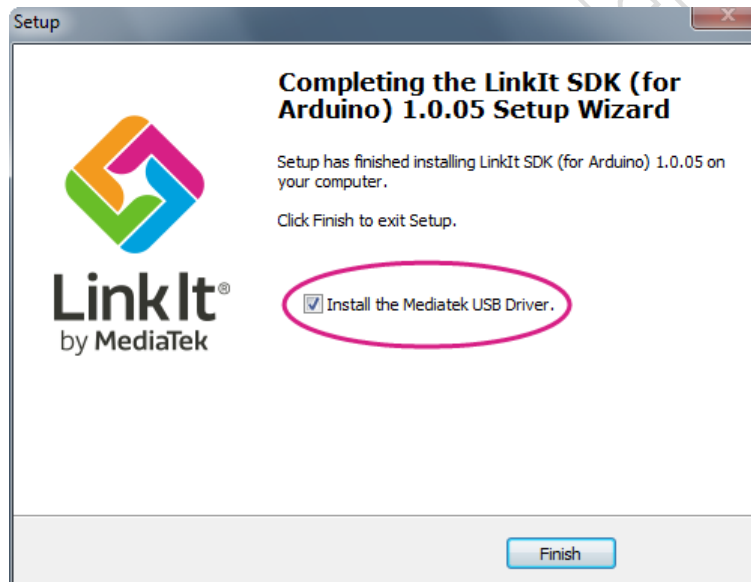 Setup
Completing the LinkIt SDK (for
Arduino) 1.0.05 Setup Wizard
Setup has finished installing LinkIt SDK (for Arduino) 1.0.05 on
your computer.
Click Finish to exit Setup.
LinkIt®
by MediaTek
Install the Mediatek USB Driver.
Finish